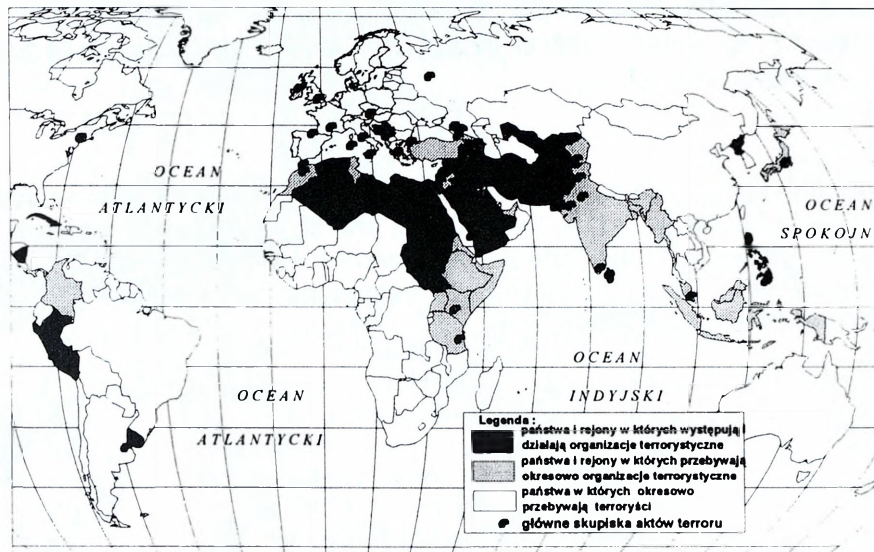 OCEAN
ATLANTYCKI
OCEAN
SPOKOJN
OCEAN
INDYJSKI
OCEAN
ATLANTYCKI
Legenda :
państwa i rejony w których występują i
działają organizacje terrorystyczne
państwa i rejony w których przebywają
okresowo organizacje terrorystyczne
państwa w których okresowo
przebywają terroryści
główne skupiska aktów terroru